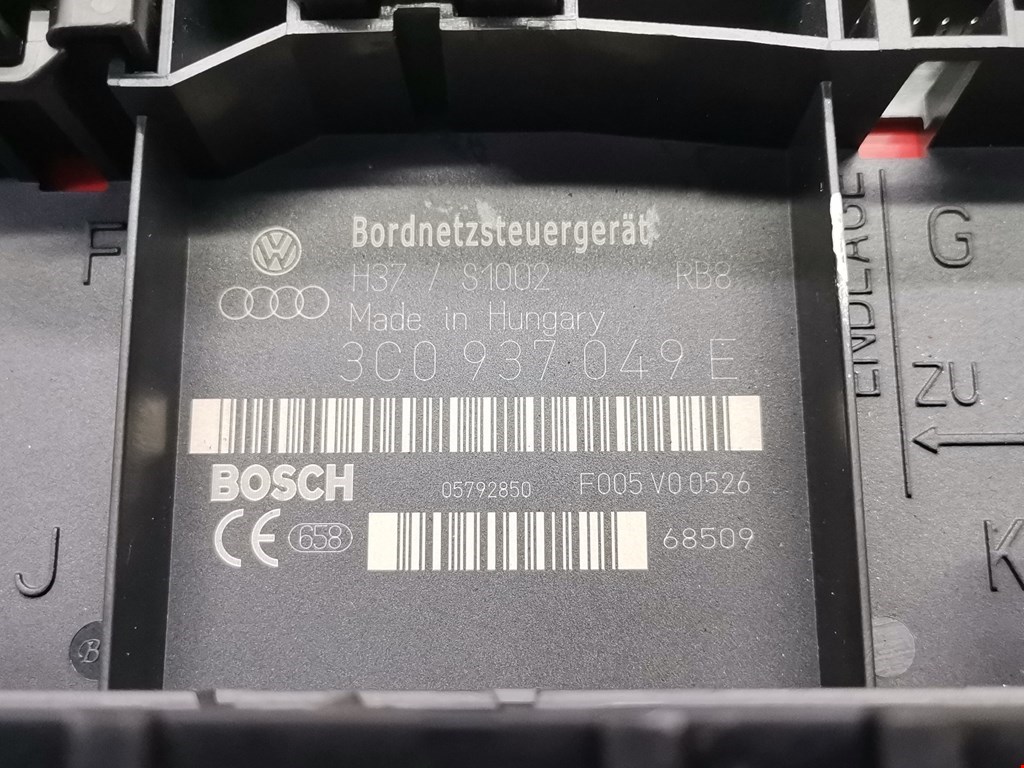 Bordnetzsteuergerät
H37 / S1002 RB8
Made in Hungary
3C0 937 049 E
BOSCH
05792850 F005 V0 0526
CE 658 68509
F
J
B
G
ENDLAGE
ZU
K